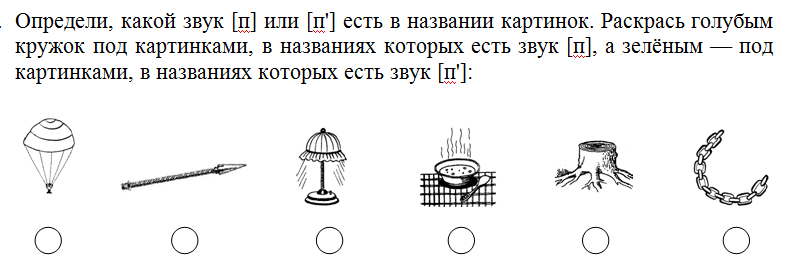 Определи, какой звук [п] или [п'] есть в названии картинок. Раскрась голубым
кружок под картинками, в названиях которых есть звук [п], а зелёным — под
картинками, в названиях которых есть звук [п']: